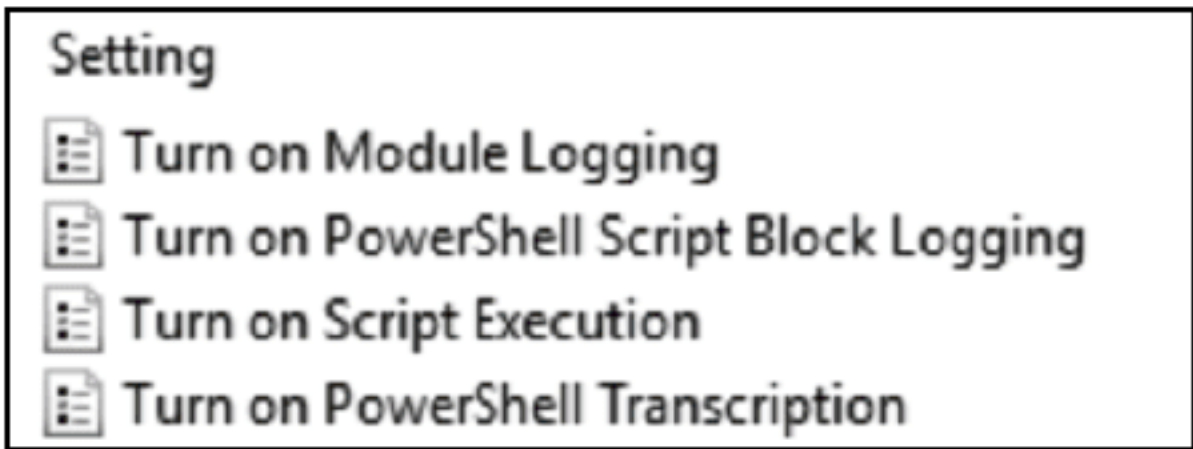 Setting
Turn on Module Logging
Turn on PowerShell Script Block Logging
Turn on Script Execution
Turn on PowerShell Transcription